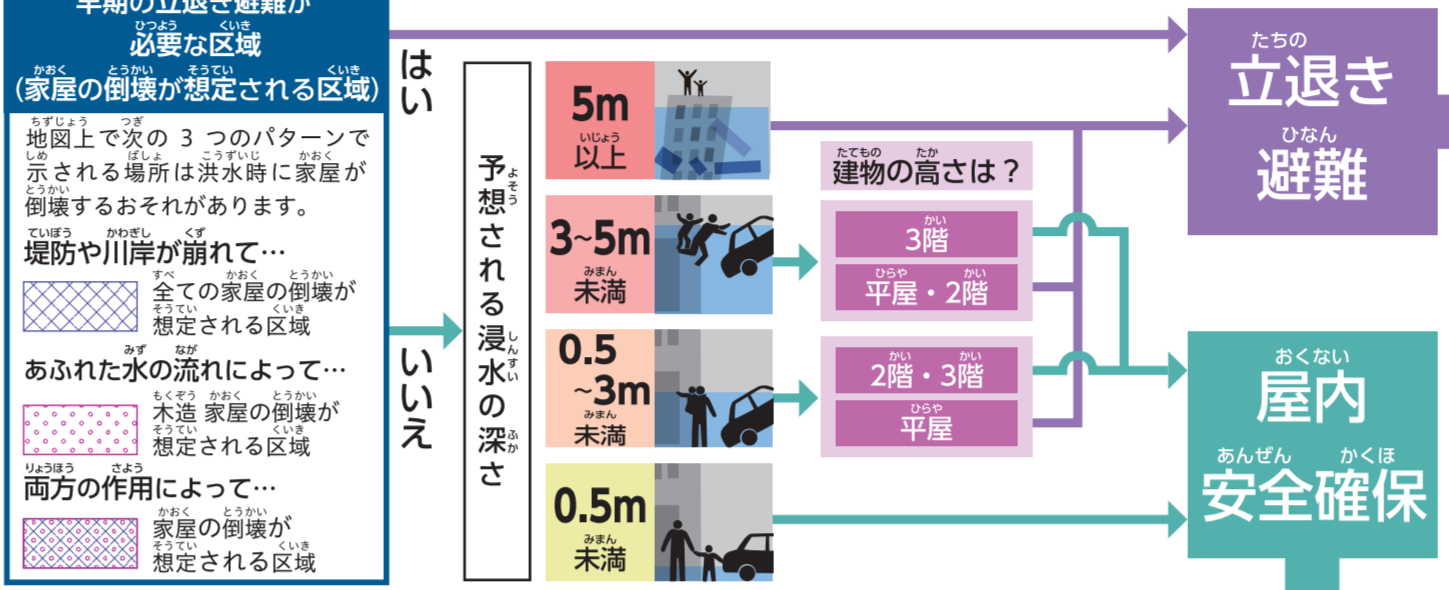 早期の立退き避難が
必要な区域
(家屋の倒壊が想定される区域)
地図上で次の 3 つのパターンで
示される場所は洪水時に家屋が
倒壊するおそれがあります。
堤防や川岸が崩れて…
全ての家屋の倒壊が
想定される区域
あふれた水の流れによって…
木造 家屋の倒壊が
想定される区域
両方の作用によって…
家屋の倒壊が
想定される区域
はい
いいえ
予想される浸水の深さ
5m
以上
3~5m
未満
0.5
~3m
未満
0.5m
未満
建物の高さは？
3階
平屋・2階
2階・3階
平屋
立退き
避難
屋内
安全確保